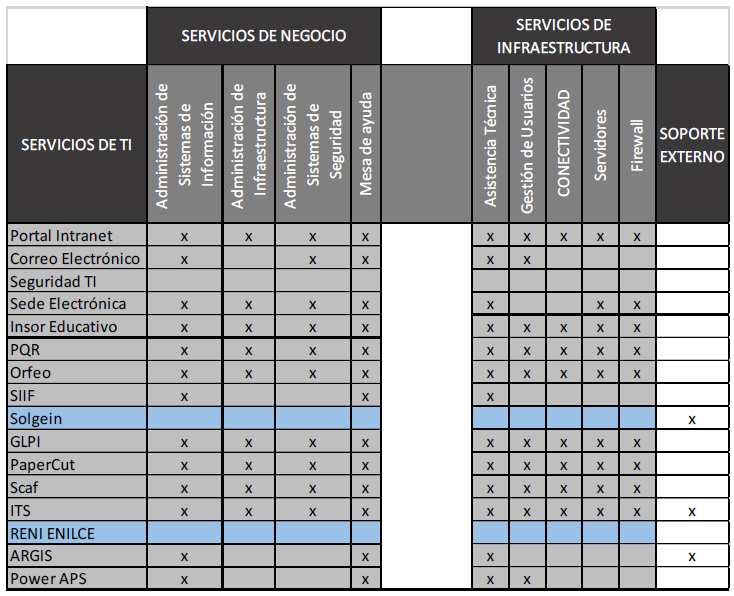 SERVICIOS DE NEGOCIO
SERVICIOS DE
INFRAESTRUCTURA
SERVICIOS DE TI
Administración de
Sistemas de
Información
Administración de
Infraestructura
Administración de
Sistemas de
Seguridad
Mesa de ayuda
Asistencia Técnica
Gestión de Usuarios
CONECTIVIDAD
Servidores
Firewall
SOPORTE
EXTERNO
Portal Intranet x x x x x x x x x
Correo Electrónico x x x x x
Seguridad TI
Sede Electrónica x x x x x x x
Insor Educativo x x x x x x x x x
PQR x x x x x x x x x
Orfeo x x x x x x x x x
SIIF x x x
Solgein x
GLPI x x x x x x x x x
PaperCut x x x x x x x x x
Scaf x x x x x x x x x
ITS x x x x x x x x x x
RENI ENILCE
ARGIS x x x x
Power APS x x x x